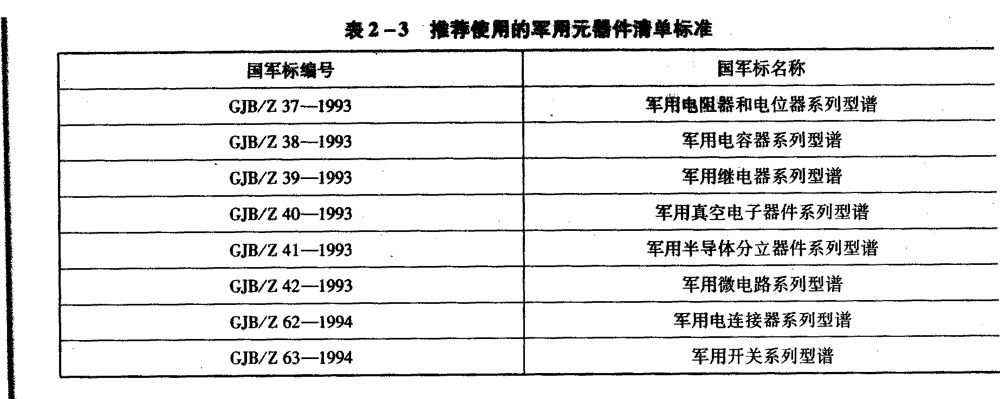 表2-3 推荐使用的军用元器件清单标准
国军标编号 国军标名称
GJB/Z 37—1993 军用电阻器和电位器系列型谱
GJB/Z 38—1993 军用电容器系列型谱
GJB/Z 39—1993 军用继电器系列型谱
GJB/Z 40—1993 军用真空电子器件系列型谱
GJB/Z 41—1993 军用半导体分立器件系列型谱
GJB/Z 42—1993 军用微电路系列型谱
GJB/Z 62—1994 军用电连接器系列型谱
GJB/Z 63—1994 军用开关系列型谱